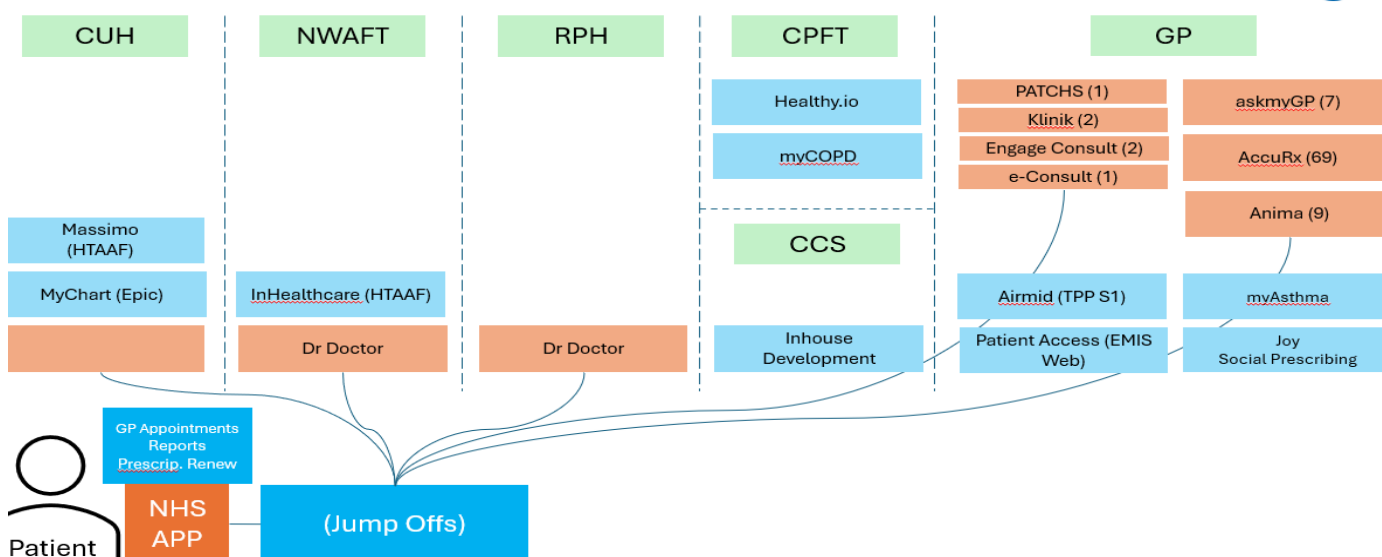 CUH
NWAFT
RPH
CPFT
GP
Healthy.io
myCOPD
PATCHS (1)
Klinik (2)
Engage Consult (2)
e-Consult (1)
askmyGP (7)
AccuRx (69)
Anima (9)
CCS
Massimo
(HTAAF)
MyChart (Epic)
InHealthcare (HTAAF)
Dr Doctor
Dr Doctor
Inhouse
Development
Airmid (TPP S1)
Patient Access (EMIS
Web)
myAsthma
Joy
Social Prescribing
GP Appointments
Reports
Prescrip. Renew
NHS
APP
(Jump Offs)
Patient